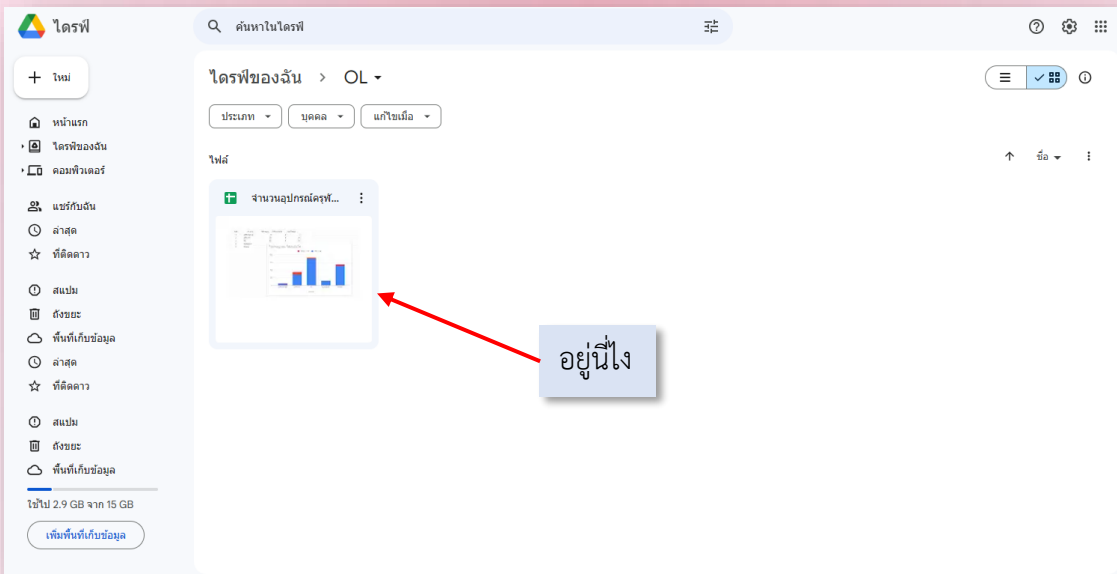 ไดรฟ์
ค้นหาในไดรฟ์
ใหม่
หน้าแรก
ไดรฟ์ของฉัน
คอมพิวเตอร์
แชร์กับฉัน
ล่าสุด
ที่ติดดาว
สแปม
ถังขยะ
พื้นที่เก็บข้อมูล
ล่าสุด
ที่ติดดาว
สแปม
ถังขยะ
พื้นที่เก็บข้อมูล
ใช้ไป 2.9 GB จาก 15 GB
เพิ่มพื้นที่เก็บข้อมูล
ไดรฟ์ของฉัน > OL
ประเภท บุคคล แก้ไขเมื่อ
ไฟล์ ชื่อ
จำนวนอุปกรณ์ครุฑั...
อยู่นี่ไง